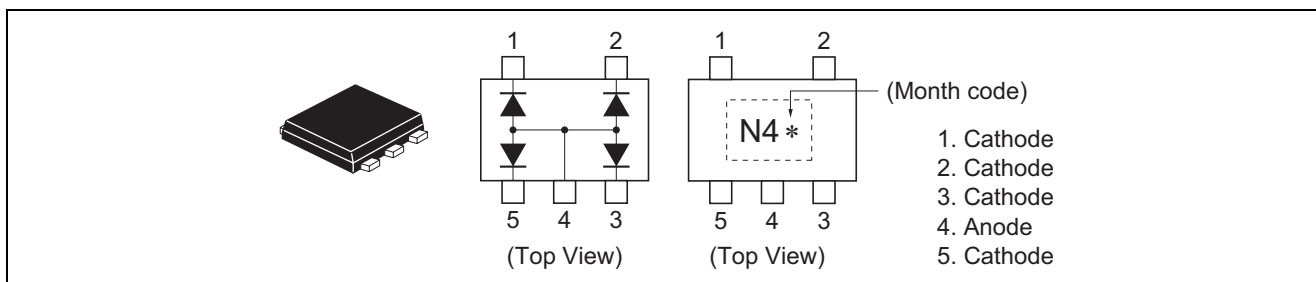 1 2
5 4 3
(Top View)
1 2
N4 *
5 4 3
(Top View)
(Month code)
1. Cathode
2. Cathode
3. Cathode
4. Anode
5. Cathode